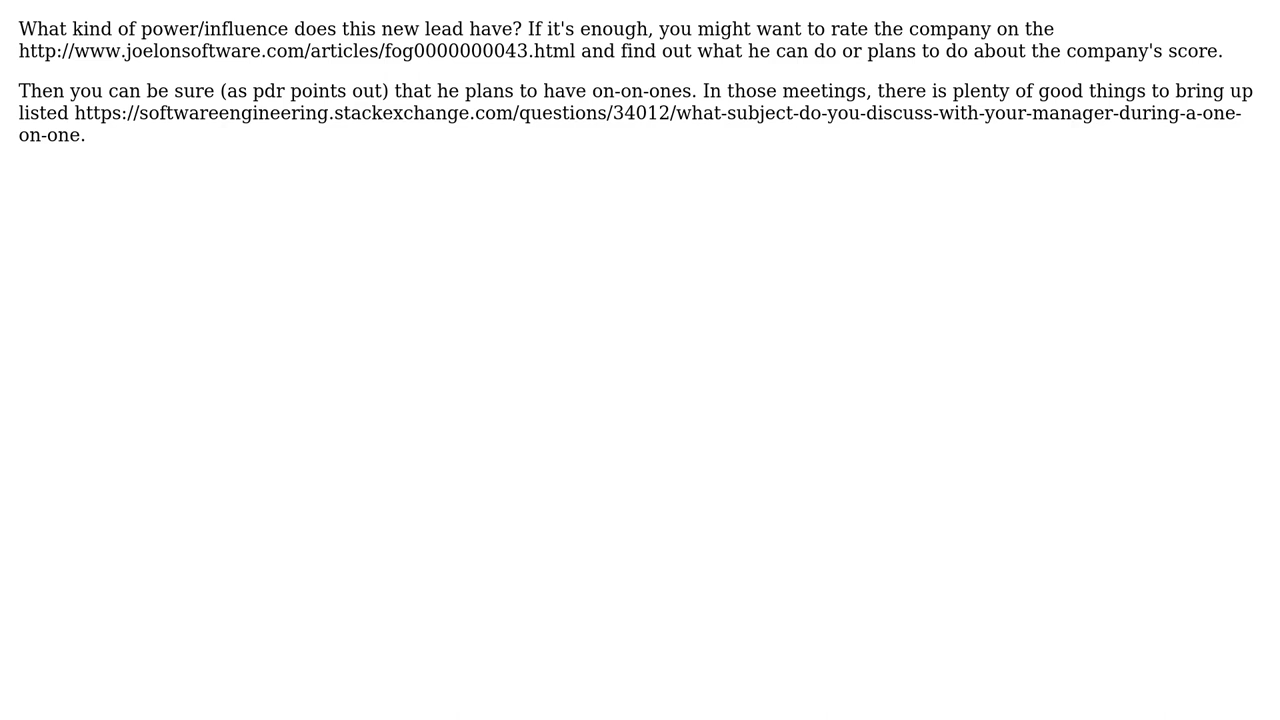 What kind of power/influence does this new lead have? If it's enough, you might want to rate the company on the
http://www.joelonsoftware.com/articles/fog0000000043.html and find out what he can do or plans to do about the company's score.
Then you can be sure (as pdr points out) that he plans to have on-on-ones. In those meetings, there is plenty of good things to bring up
listed https://softwareengineering.stackexchange.com/questions/34012/what-subject-do-you-discuss-with-your-manager-during-a-one-
on-one.